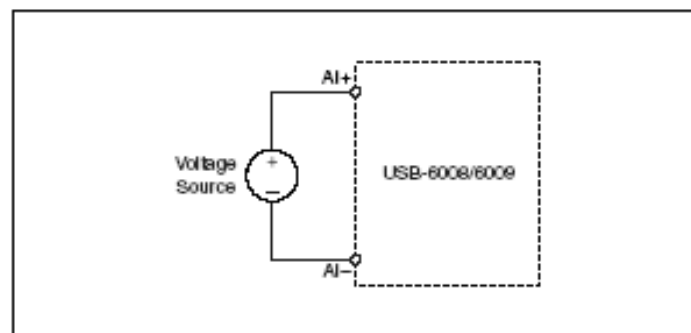 AI+
Voltage
Source
+
−
USB-6008/6009
AI−